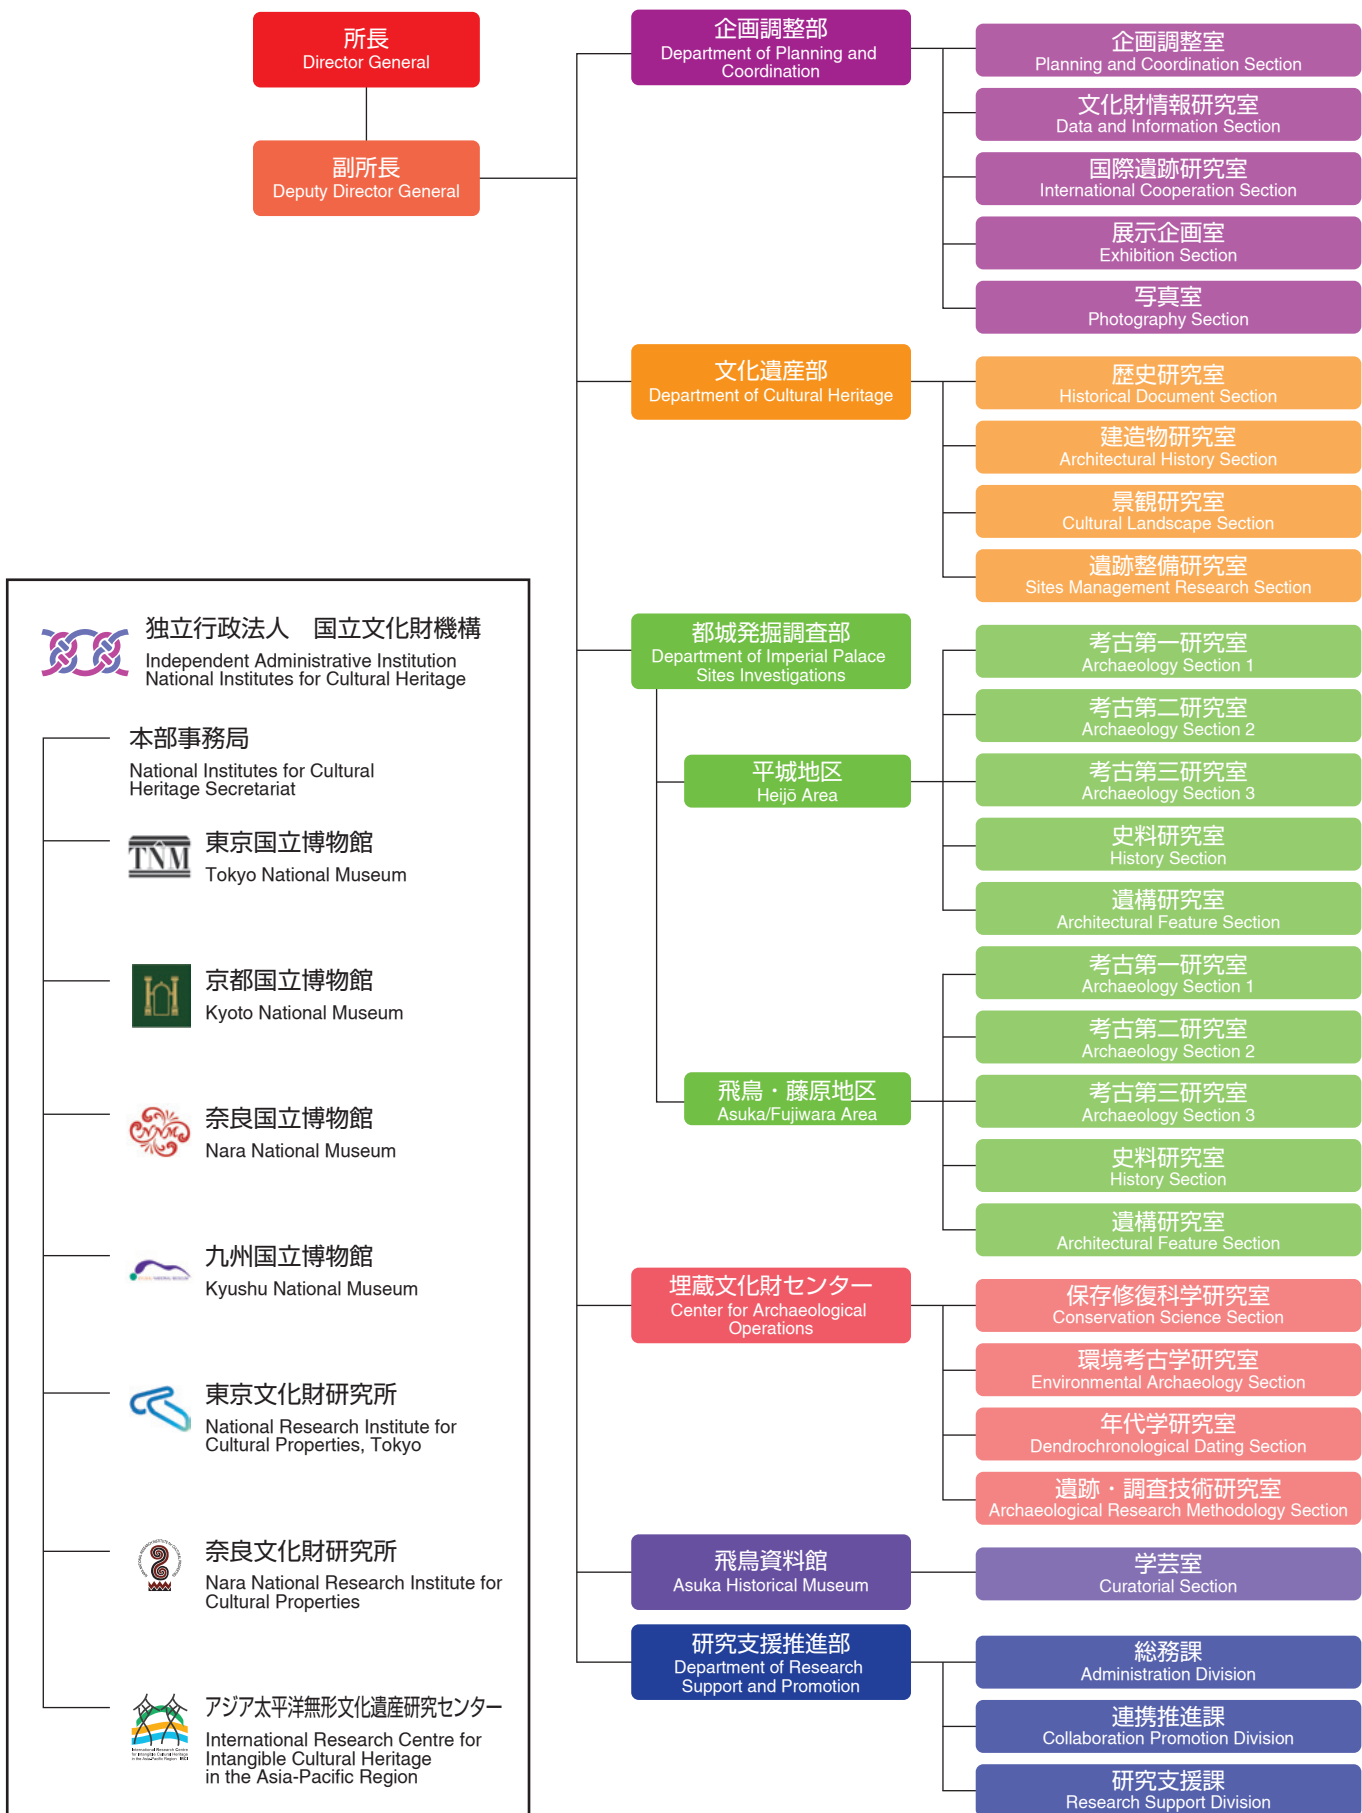 所長
Director General
副所長
Deputy Director General
企画調整部
Department of Planning and
Coordination
企画調整室
Planning and Coordination Section
文化財情報研究室
Data and Information Section
国際遺跡研究室
International Cooperation Section
展示企画室
Exhibition Section
写真室
Photography Section
文化遺産部
Department of Cultural Heritage
歴史研究室
Historical Document Section
建造物研究室
Architectural History Section
景観研究室
Cultural Landscape Section
遺跡整備研究室
Sites Management Research Section
都城発掘調査部
Department of Imperial Palace
Sites Investigations
平城地区
Heijō Area
考古第一研究室
Archaeology Section 1
考古第二研究室
Archaeology Section 2
考古第三研究室
Archaeology Section 3
史料研究室
History Section
遺構研究室
Architectural Feature Section
飛鳥・藤原地区
Asuka/Fujiwara Area
考古第一研究室
Archaeology Section 1
考古第二研究室
Archaeology Section 2
考古第三研究室
Archaeology Section 3
史料研究室
History Section
遺構研究室
Architectural Feature Section
埋蔵文化財センター
Center for Archaeological
Operations
保存修復科学研究室
Conservation Science Section
環境考古学研究室
Environmental Archaeology Section
年代学研究室
Dendrochronological Dating Section
遺跡・調査技術研究室
Archaeological Research Methodology Section
飛鳥資料館
Asuka Historical Museum
学芸室
Curatorial Section
研究支援推進部
Department of Research
Support and Promotion
総務課
Administration Division
連携推進課
Collaboration Promotion Division
研究支援課
Research Support Division
独立行政法人　国立文化財機構
Independent Administrative Institution
National Institutes for Cultural Heritage
本部事務局
National Institutes for Cultural
Heritage Secretariat
TNM
東京国立博物館
Tokyo National Museum
京都国立博物館
Kyoto National Museum
奈良国立博物館
Nara National Museum
九州国立博物館
Kyushu National Museum
東京文化財研究所
National Research Institute for
Cultural Properties, Tokyo
奈良文化財研究所
Nara National Research Institute for
Cultural Properties
アジア太平洋無形文化遺産研究センター
International Research Centre for
Intangible Cultural Heritage
in the Asia-Pacific Region
International Research Centre
for Intangible Cultural Heritage
in the Asia-Pacific Region IRCI